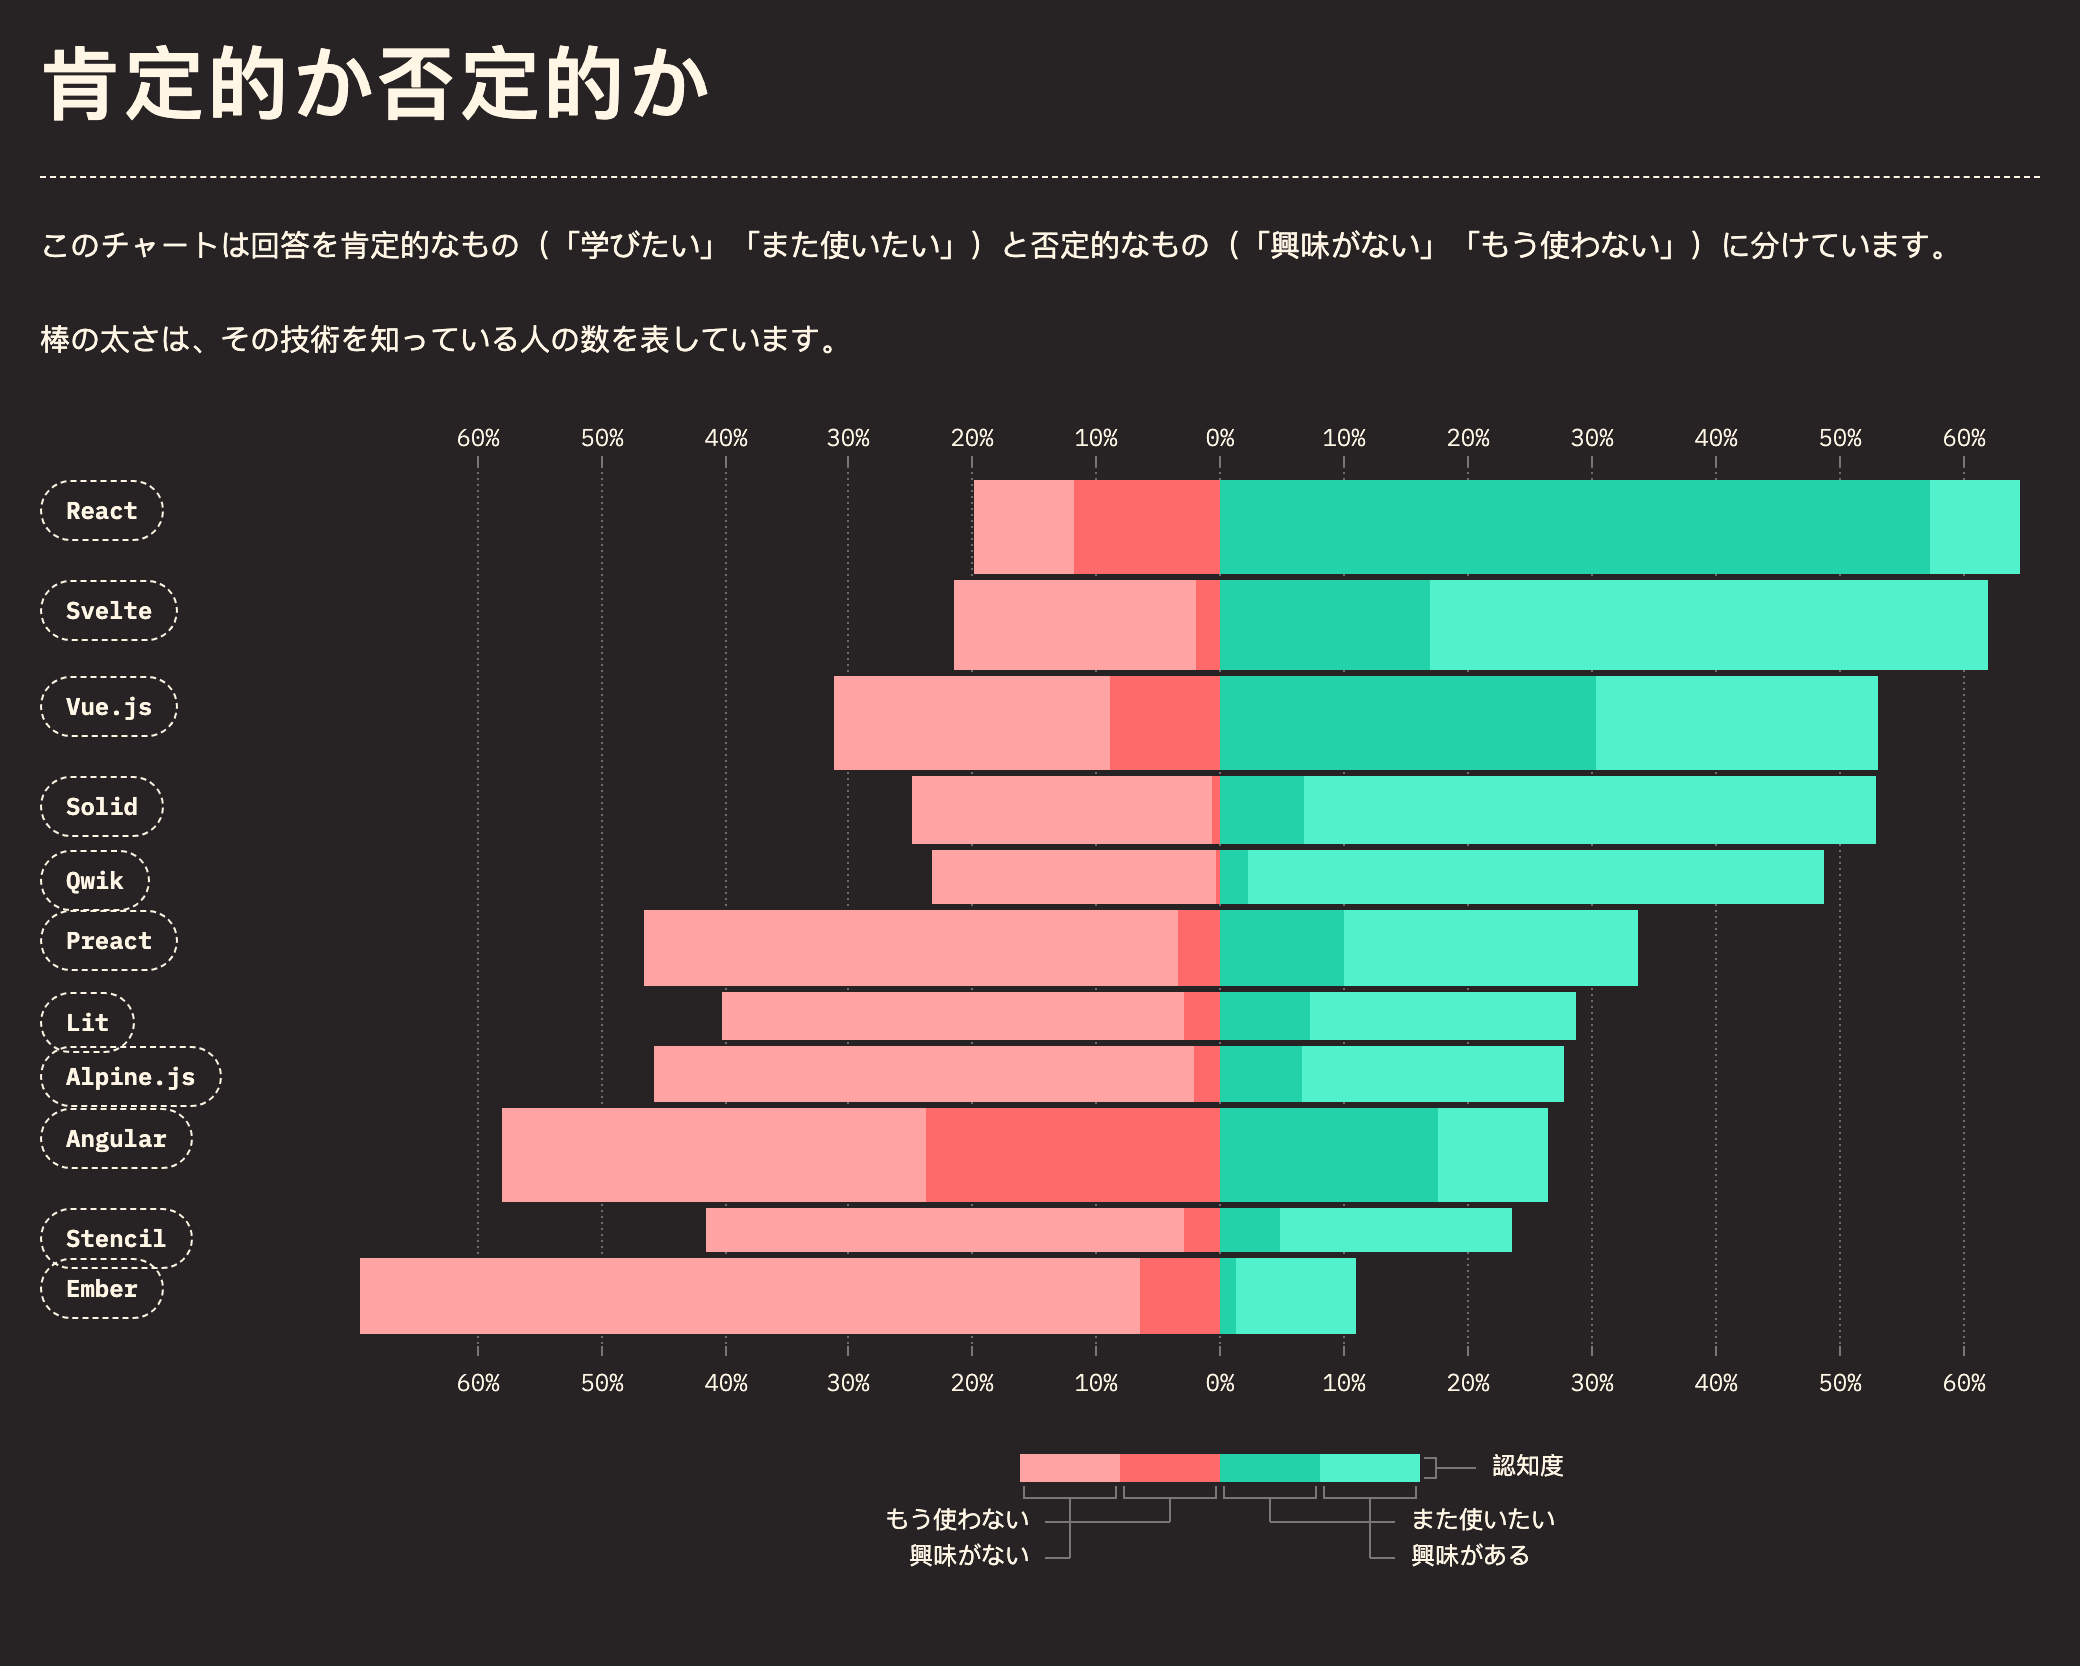 肯定的か否定的か
このチャートは回答を肯定的なもの（「学びたい」「また使いたい」）と否定的なもの（「興味がない」「もう使わない」）に分けています。
棒の太さは、その技術を知っている人の数を表しています。
60% 50% 40% 30% 20% 10% 0% 10% 20% 30% 40% 50% 60%
React
Svelte
Vue.js
Solid
Qwik
Preact
Lit
Alpine.js
Angular
Stencil
Ember
60% 50% 40% 30% 20% 10% 0% 10% 20% 30% 40% 50% 60%
認知度
もう使わない また使いたい
興味がない 興味がある